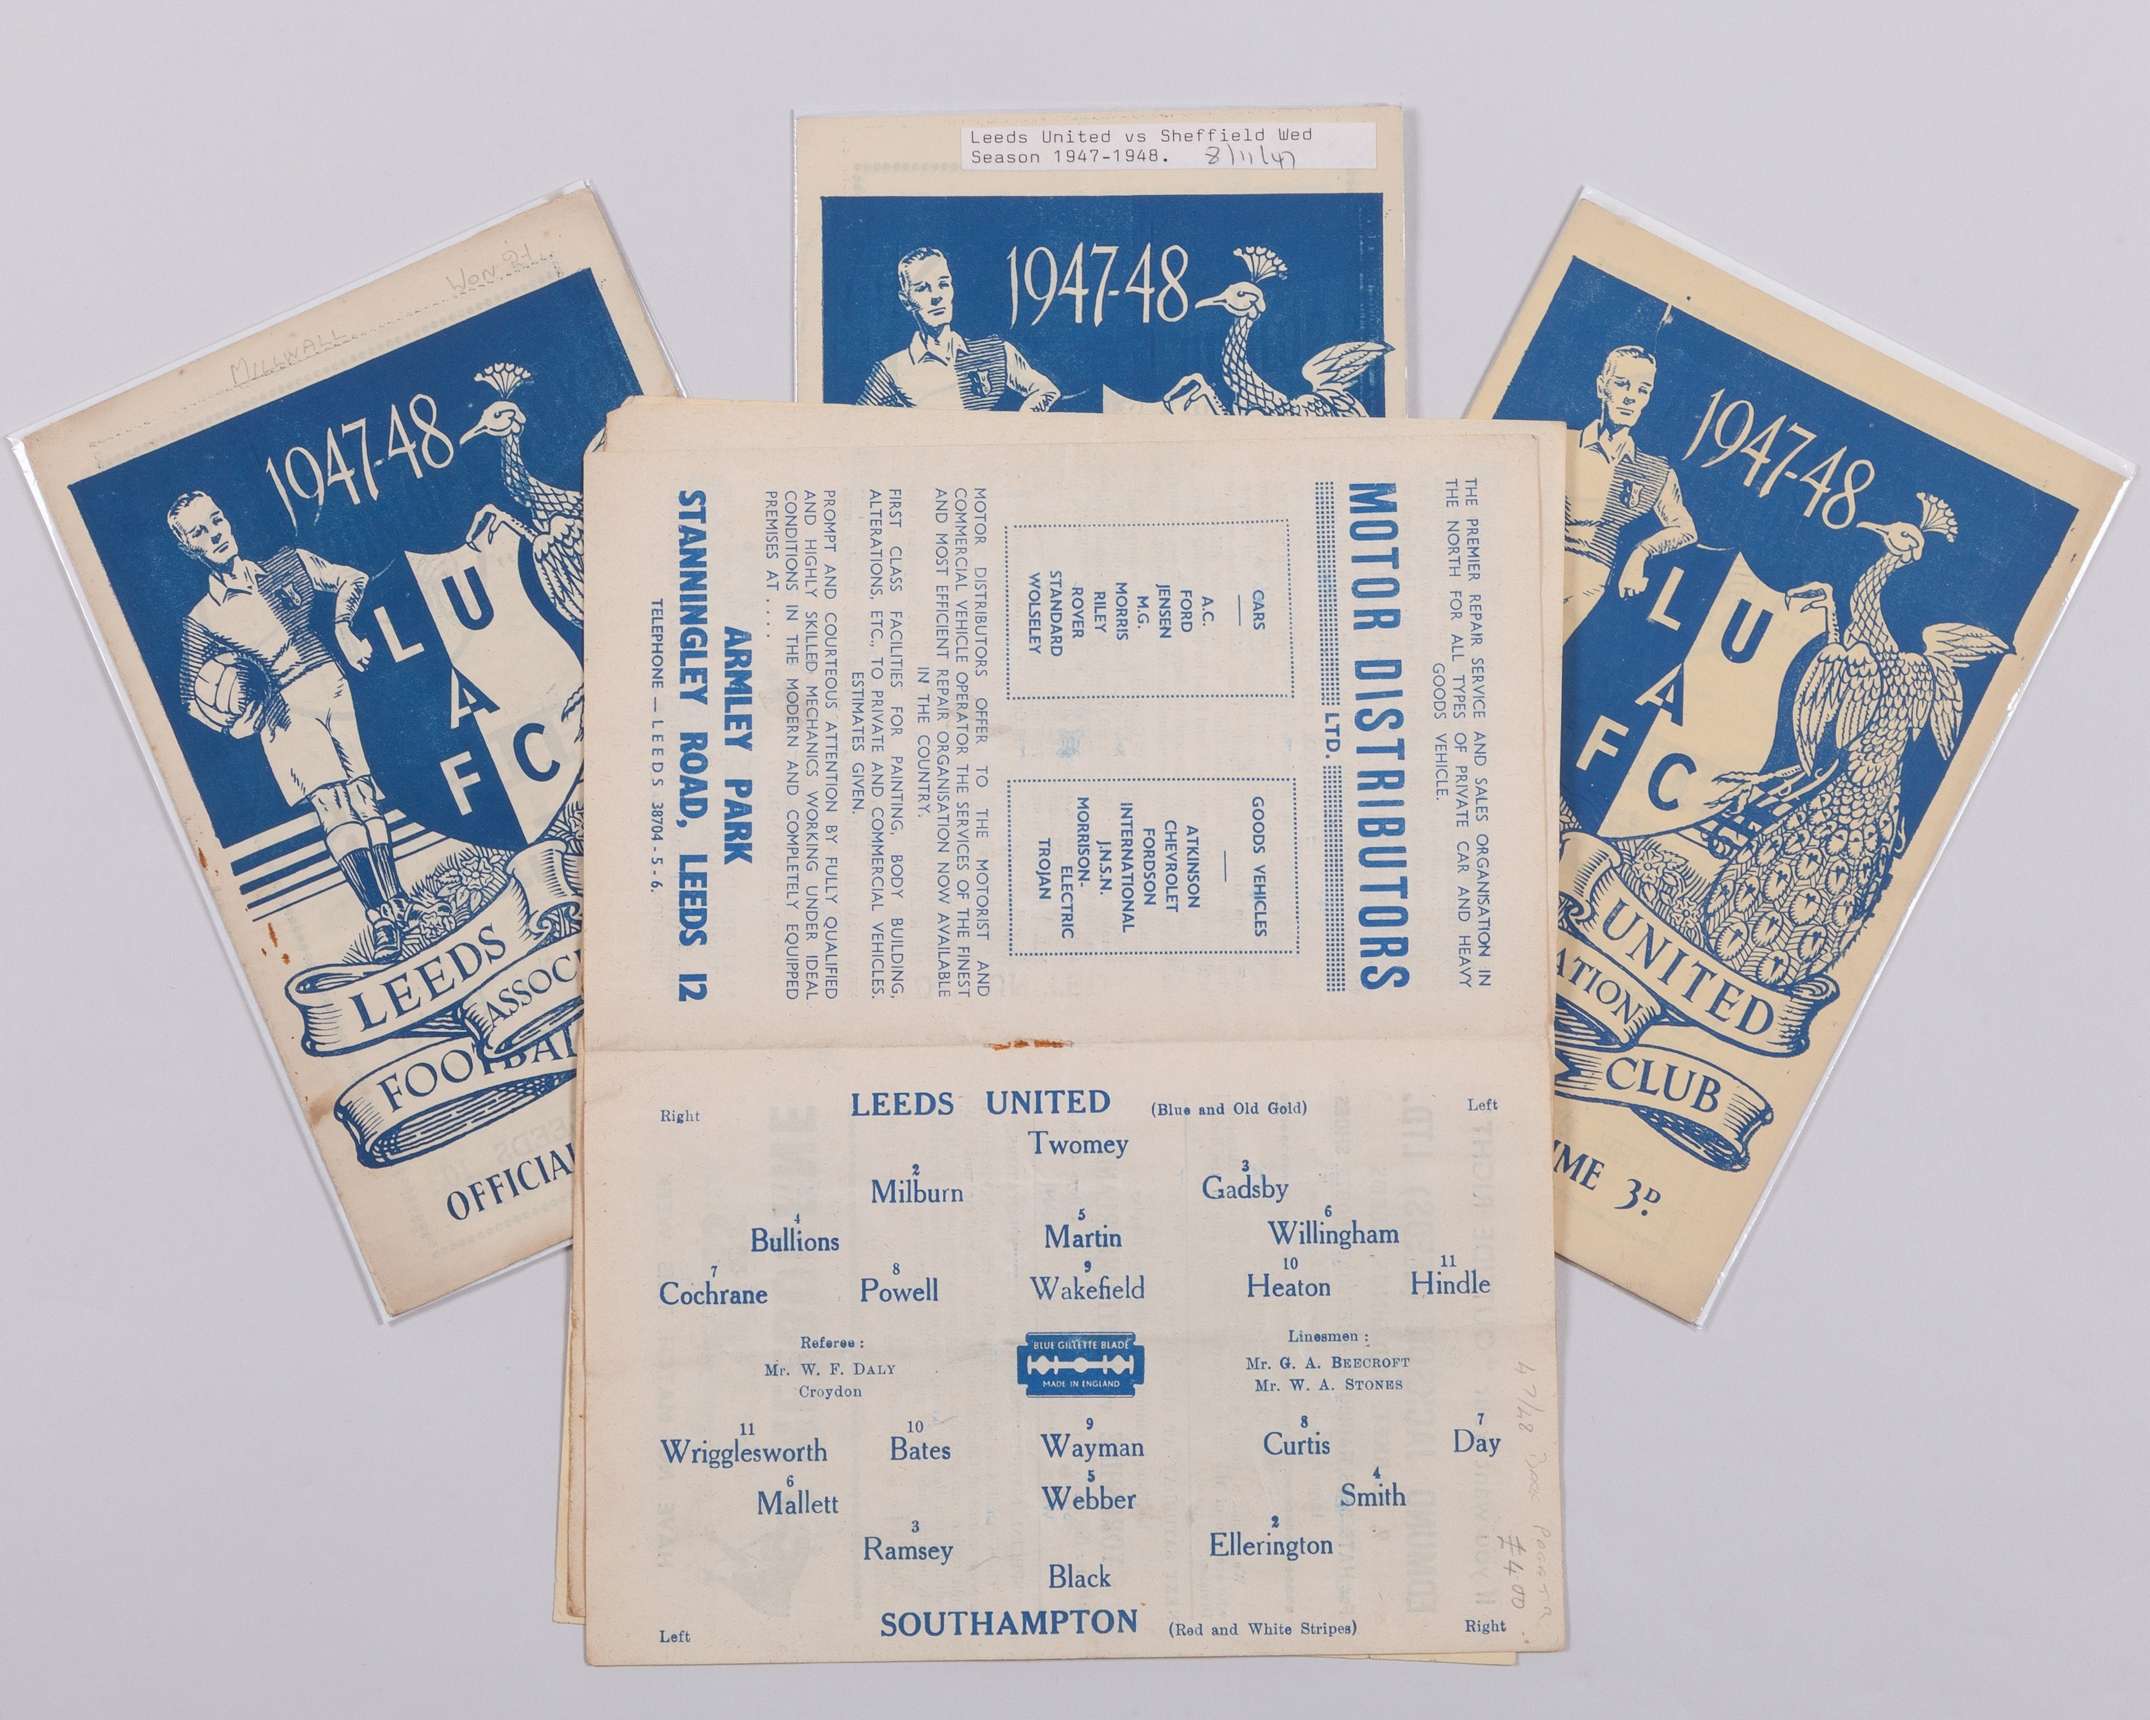 Leeds United vs Sheffield Wed
Season 1947-1948. 8/11/47
1947-48
MILLWALL WON 2-1
1947-48
L U
A
F C
LEEDS
ASSOCI
FOOTBAL
OFFICIAL
1947-48
L U
A
F C
UNITED
ATION
CLUB
ME 3D.
THE PREMIER REPAIR SERVICE AND SALES ORGANISATION IN
THE NORTH FOR ALL TYPES OF PRIVATE CAR AND HEAVY
GOODS VEHICLE.
MOTOR DISTRIBUTORS
LTD.
CARS
A.C.
FORD
JENSEN
M.G.
MORRIS
RILEY
ROVER
STANDARD
WOLSELEY
GOODS VEHICLES
ATKINSON
CHEVROLET
FORDSON
INTERNATIONAL
J.N.S.N.
MORRISON-
ELECTRIC
TROJAN
MOTOR DISTRIBUTORS OFFER TO THE MOTORIST AND
COMMERCIAL VEHICLE OPERATOR THE SERVICES OF THE FINEST
AND MOST EFFICIENT REPAIR ORGANISATION NOW AVAILABLE
IN THE COUNTRY.
FIRST CLASS FACILITIES FOR PAINTING, BODY BUILDING,
ALTERATIONS, ETC., TO PRIVATE AND COMMERCIAL VEHICLES.
ESTIMATES GIVEN.
PROMPT AND COURTEOUS ATTENTION BY FULLY QUALIFIED
AND HIGHLY SKILLED MECHANICS WORKING UNDER IDEAL
CONDITIONS IN THE MODERN AND COMPLETELY EQUIPPED
PREMISES AT . . . .
ARMLEY PARK
STANNINGLEY ROAD, LEEDS 12
TELEPHONE — LEEDS 38704 - 5 - 6.
Right LEEDS UNITED (Blue and Old Gold) Left
Twomey
2 3
Milburn Gadsby
4 5 6
Bullions Martin Willingham
7 8 9 10 11
Cochrane Powell Wakefield Heaton Hindle
Referee : Linesmen :
Mr. W. F. DALY Mr. G. A. BEECROFT
Croydon Mr. W. A. STONES
BLUE GILLETTE BLADE
MADE IN ENGLAND
11 10 9 8 7
Wrigglesworth Bates Wayman Curtis Day
6 5 4
Mallett Webber Smith
3 2
Ramsey Ellerington
Black
Left SOUTHAMPTON (Red and White Stripes) Right
47/48